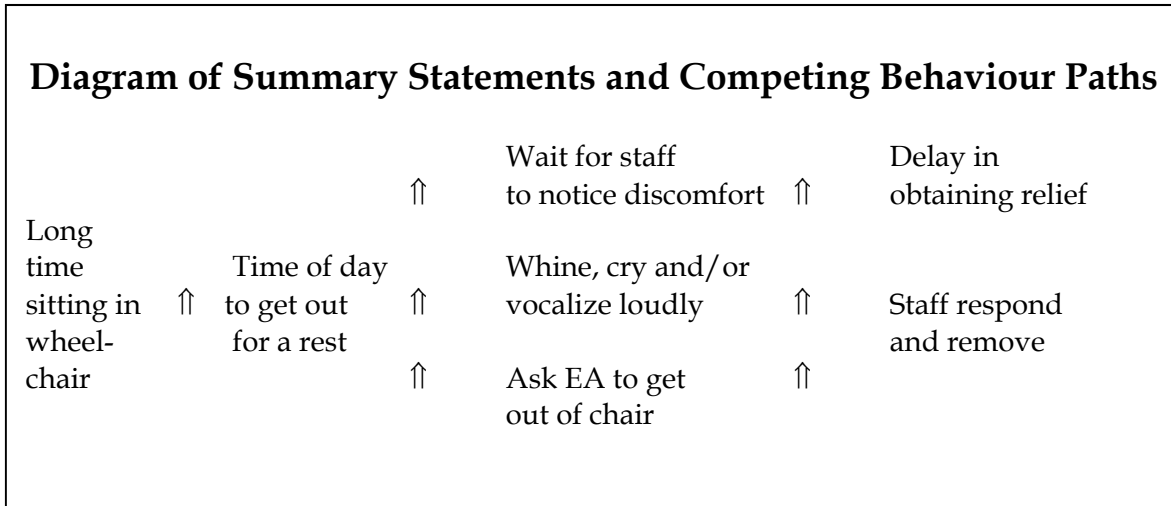 Diagram of Summary Statements and Competing Behaviour Paths
Wait for staff
to notice discomfort
Delay in
obtaining relief
⇑
⇑
Long
time
sitting in
wheel-
chair
⇑
Time of day
to get out
for a rest
⇑
Whine, cry and/or
vocalize loudly
⇑
Staff respond
and remove
⇑
Ask EA to get
out of chair
⇑